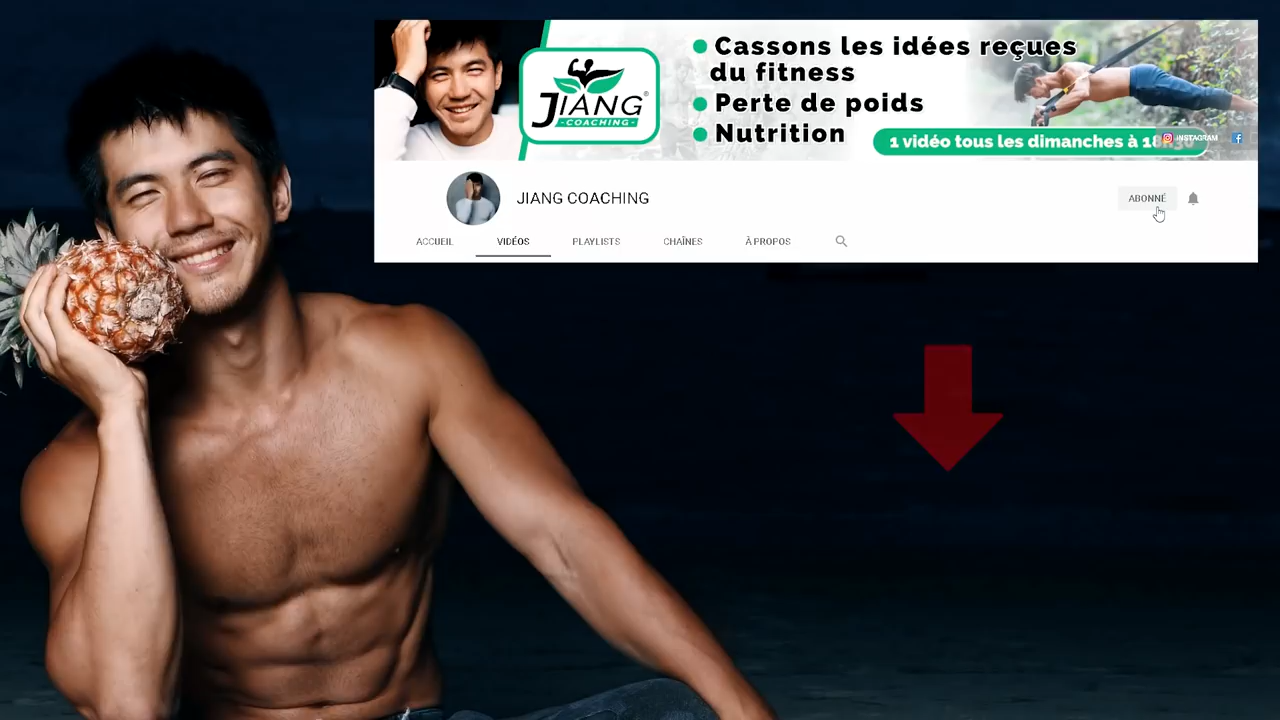 Cassons les idées reçues
du fitness
Perte de poids
Nutrition
JIANG®
-COACHING-
1 vidéo tous les dimanches à
INSTAGRAM
JIANG COACHING
ABONNÉ
ACCUEIL VIDÉOS PLAYLISTS CHAÎNES À PROPOS